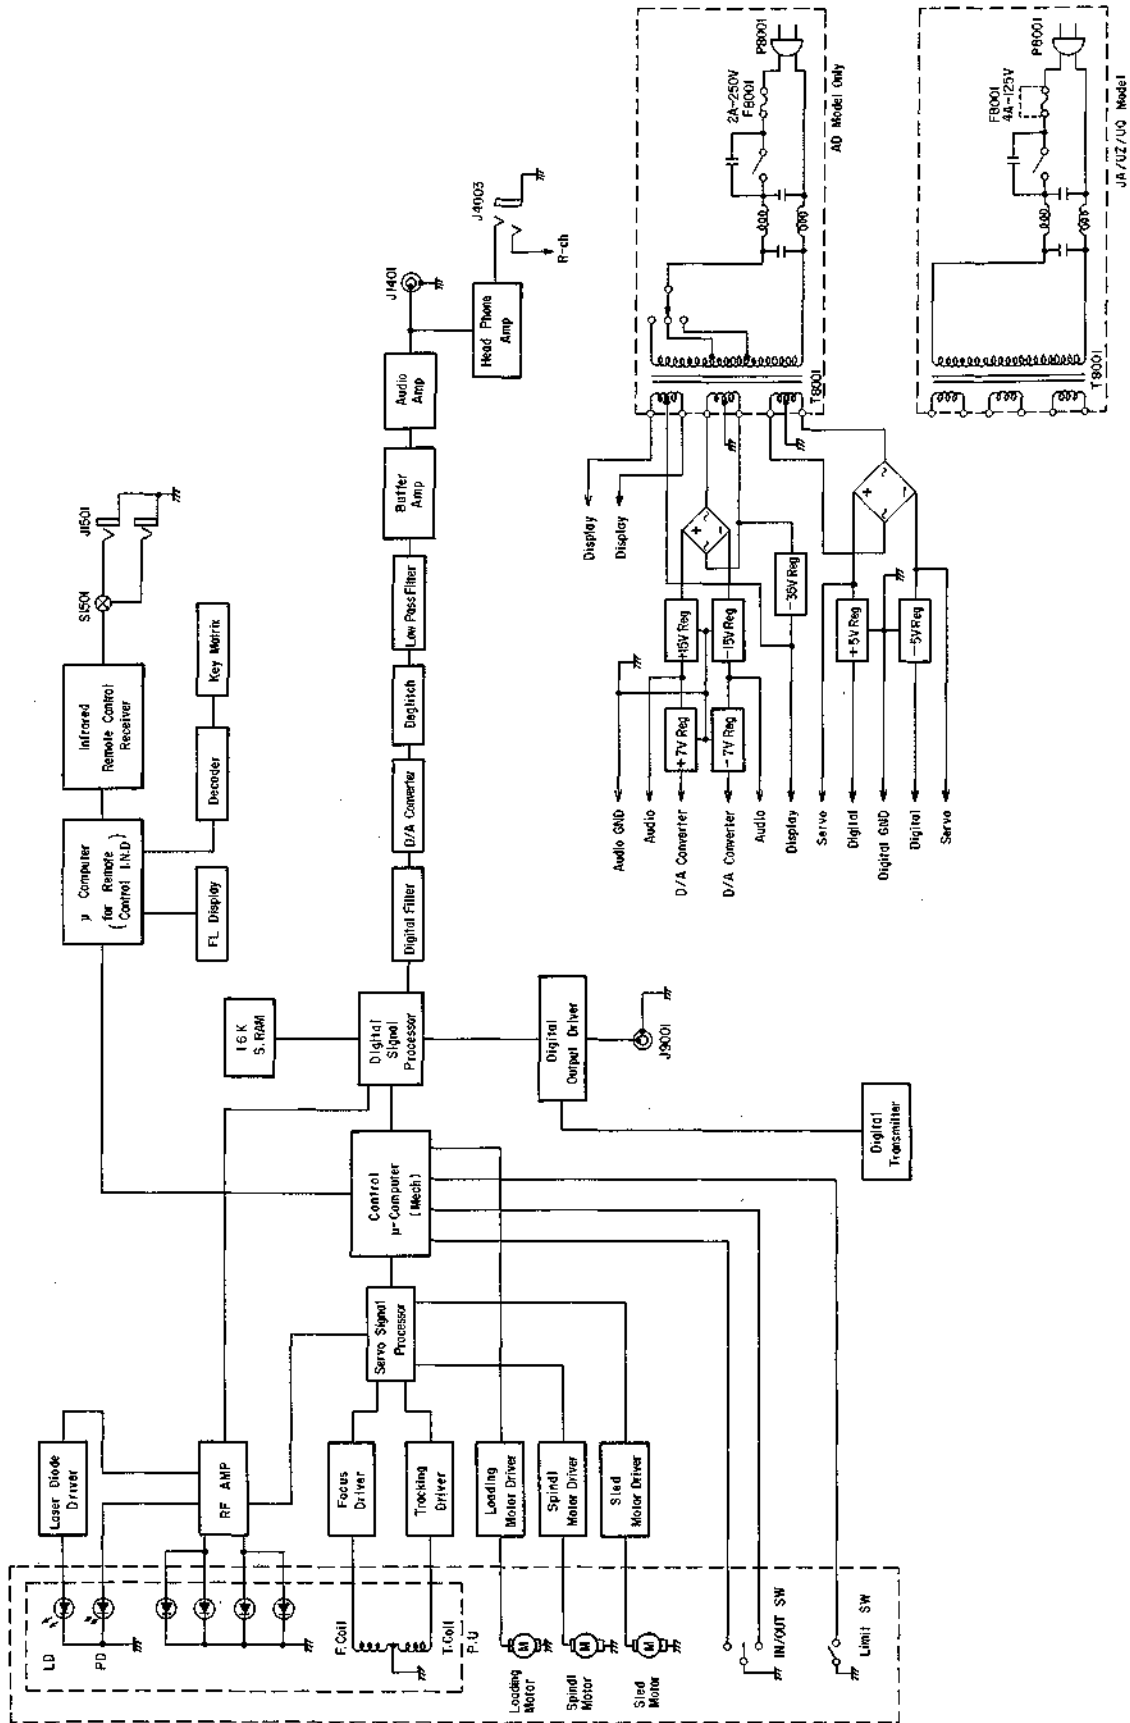 LD
PD
F.Coil
T.Coil
P.U
Loading
Motor
Spindl
Motor
Sled
Motor
M
M
M
IN/OUT SW
Limit SW
Laser Diode
Driver
RF AMP
Focus
Driver
Tracking
Driver
Loading
Motor Driver
Spindl
Motor Driver
Sled
Motor Driver
Servo Signal
Processor
Control
µ-Computer
(Mech)
16K
S.RAM
Digital
Signal
Processor
Digital
Output Driver
J9001
Digital
Transmitter
µ Computer
(for Remote
Control I.N.D)
FL Display
Infrared
Remote Control
Receiver
Decoder
Key Matrix
S1501
J1501
Digital Filter
D/A Converter
Deglitch
Low Pass Filter
Buffer
Amp
Audio
Amp
J1401
Head Phone
Amp
J4003
R-ch
Audio GND
Audio
D/A Converter
D/A Converter
Audio
Display
Servo
Digital
Digital GND
Digital
Servo
+7V Reg
-7V Reg
+15V Reg
-15V Reg
-35V Reg
+5V Reg
-5V Reg
Display
Display
+
-
~
~
+
-
~
~
T8001
2A-250V
F8001
P8001
AD Model Only
T8001
F8001
4A-125V
P8001
JA/UZ/UQ Model